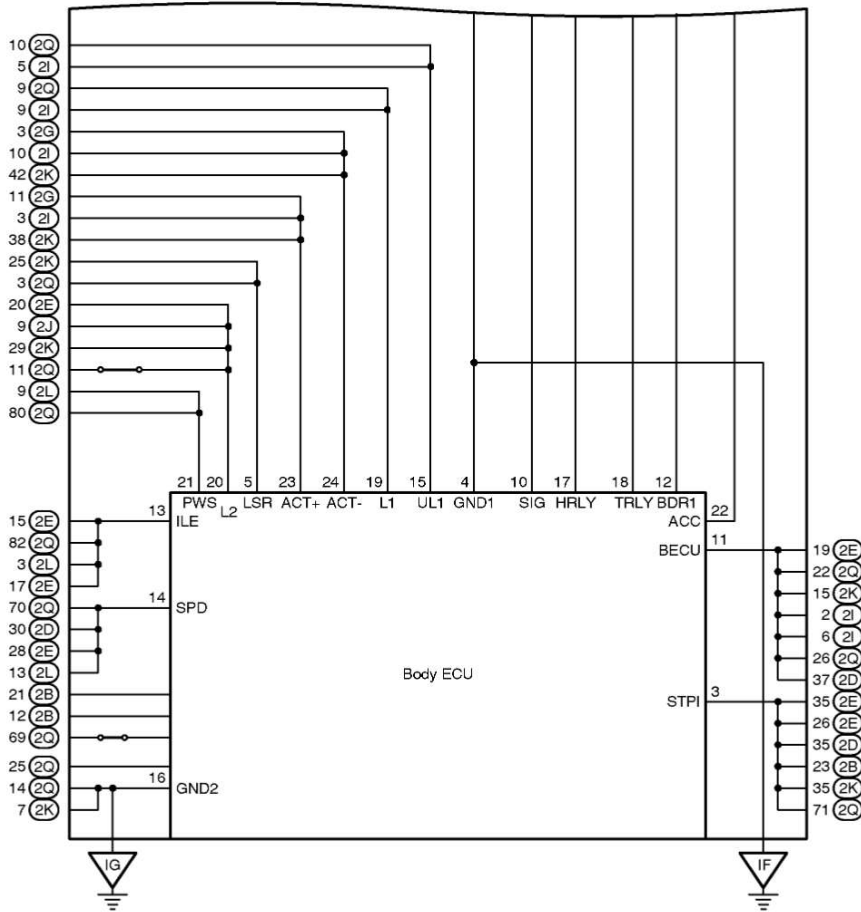 10 2Q
5 2I
9 2Q
9 2I
3 2G
10 2I
42 2K
11 2G
3 2I
38 2K
25 2K
3 2Q
20 2E
9 2J
29 2K
11 2Q
9 2L
80 2Q
21 20 5 23 24 19 15 4 10 17 18 12
PWS L2 LSR ACT+ ACT- L1 UL1 GND1 SIG HRLY TRLY BDR1
15 2E 13 ILE ACC 22
82 2Q
BECU 11 19 2E
3 2L
22 2Q
17 2E
15 2K
70 2Q 14 SPD
2 2I
30 2D
6 2I
28 2E
26 2Q
13 2L
Body ECU
37 2D
21 2B
STPI 3 35 2E
12 2B
26 2E
69 2Q
35 2D
25 2Q
23 2B
14 2Q 16 GND2
35 2K
7 2K
71 2Q
IG
IF